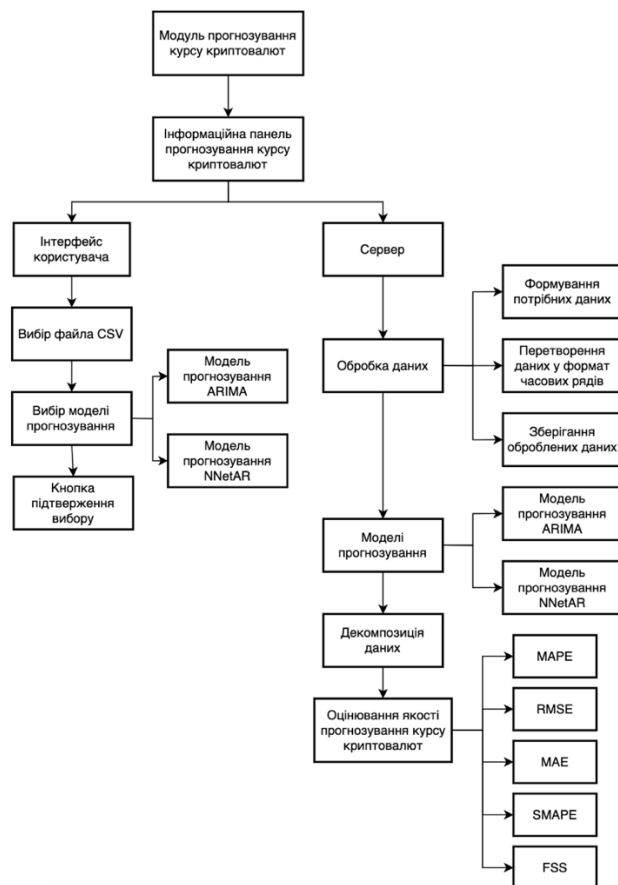 Модуль прогнозування
курсу криптовалют
Інформаційна панель
прогнозування курсу
криптовалют
Інтерфейс
користувача
Вибір файла CSV
Вибір моделі
прогнозування
Модель
прогнозування
ARIMA
Модель
прогнозування
NNetAR
Кнопка
підтверження
вибору
Сервер
Обробка даних
Формування
потрібних даних
Перетворення
даних у формат
часових рядів
Зберігання
оброблених даних
Моделі
прогнозування
Модель
прогнозування
ARIMA
Модель
прогнозування
NNetAR
Декомпозиція
даних
Оцінювання якості
прогнозування курсу
криптовалют
MAPE
RMSE
MAE
SMAPE
FSS